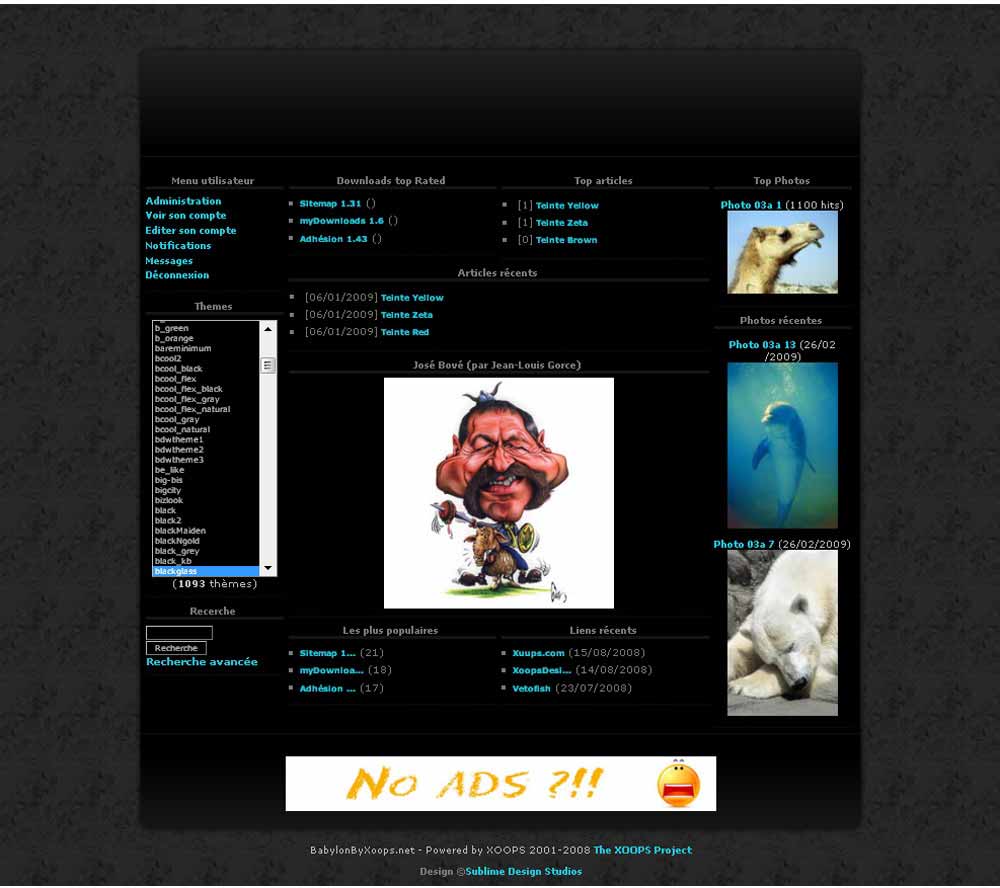 Menu utilisateur
Administration
Voir son compte
Editer son compte
Notifications
Messages
Déconnexion
Themes
b_green
b_orange
bareminimum
bcool2
bcool_black
bcool_flex
bcool_flex_black
bcool_flex_gray
bcool_flex_natural
bcool_gray
bcool_natural
bdwtheme1
bdwtheme2
bdwtheme3
be_like
big-bis
bigcity
bizlook
black
black2
blackMaiden
blackNgold
black_grey
black_kb
blackglass
(1093 thèmes)
Recerche
Recherche
Recherche avancée
Downloads top Rated
Sitemap 1.31 ()
myDownloads 1.6 ()
Adhésion 1.43 ()
Top articles
[1] Teinte Yellow
[1] Teinte Zeta
[0] Teinte Brown
Articles récents
[06/01/2009] Teinte Yellow
[06/01/2009] Teinte Zeta
[06/01/2009] Teinte Red
José Bové (par Jean-Louis Gorce)
Les plus populaires
Sitemap 1... (21)
myDownloa... (18)
Adhésion ... (17)
Liens récents
Xuups.com (15/08/2008)
XoopsDesi... (14/08/2008)
Vetofish (23/07/2008)
Top Photos
Photo 03a 1 (1100 hits)
Photos récentes
Photo 03a 13 (26/02
/2009)
Photo 03a 7 (26/02/2009)
No ADS ?!!
BabylonByXoops.net - Powered by XOOPS 2001-2008 The XOOPS Project
Design ©Sublime Design Studios